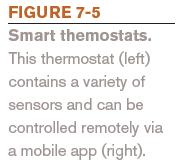 FIGURE 7-5
Smart themostats.
This thermostat (left)
contains a variety of
sensors and can be
controlled remotely via
a mobile app (right).